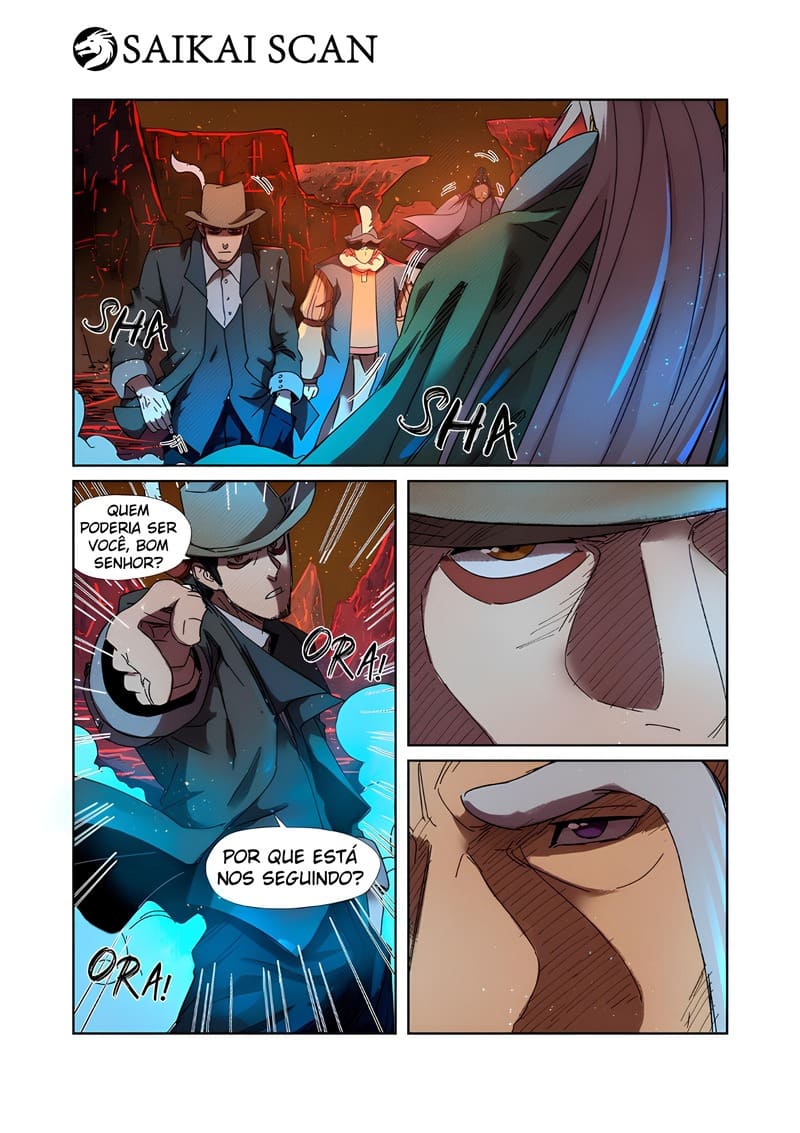 SAIKAI SCAN
SHA
SHA
QUEM
PODERIA SER
VOCÊ, BOM
SENHOR?
ORA!
POR QUE ESTÁ
NOS SEGUINDO?
ORA!